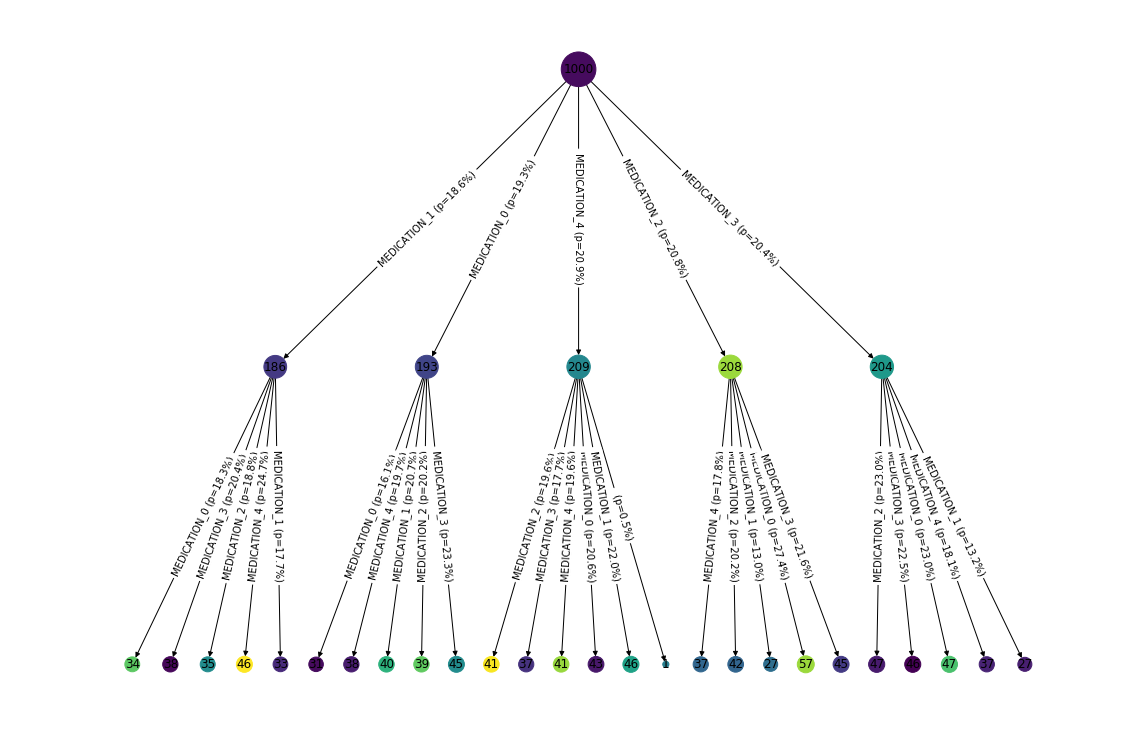 1000
MEDICATION_1 (p=18.6%)
MEDICATION_0 (p=19.3%)
MEDICATION_4 (p=20.9%)
MEDICATION_2 (p=20.8%)
MEDICATION_3 (p=20.4%)
186
193
209
208
204
MEDICATION_0 (p=18.3%)
MEDICATION_3 (p=20.4%)
MEDICATION_2 (p=18.8%)
MEDICATION_4 (p=24.7%)
MEDICATION_1 (p=17.7%)
MEDICATION_0 (p=16.1%)
MEDICATION_4 (p=19.7%)
MEDICATION_1 (p=20.7%)
MEDICATION_2 (p=20.2%)
MEDICATION_3 (p=23.3%)
MEDICATION_2 (p=19.6%)
MEDICATION_3 (p=17.7%)
MEDICATION_4 (p=19.6%)
MEDICATION_0 (p=20.6%)
MEDICATION_1 (p=22.0%)
(p=0.5%)
MEDICATION_4 (p=17.8%)
MEDICATION_2 (p=20.2%)
MEDICATION_1 (p=13.0%)
MEDICATION_0 (p=27.4%)
MEDICATION_3 (p=21.6%)
MEDICATION_2 (p=23.0%)
MEDICATION_3 (p=22.5%)
MEDICATION_0 (p=23.0%)
MEDICATION_4 (p=18.1%)
MEDICATION_1 (p=13.2%)
34
38
35
46
33
31
38
40
39
45
41
37
41
43
46
1
37
42
27
57
45
47
46
47
37
27